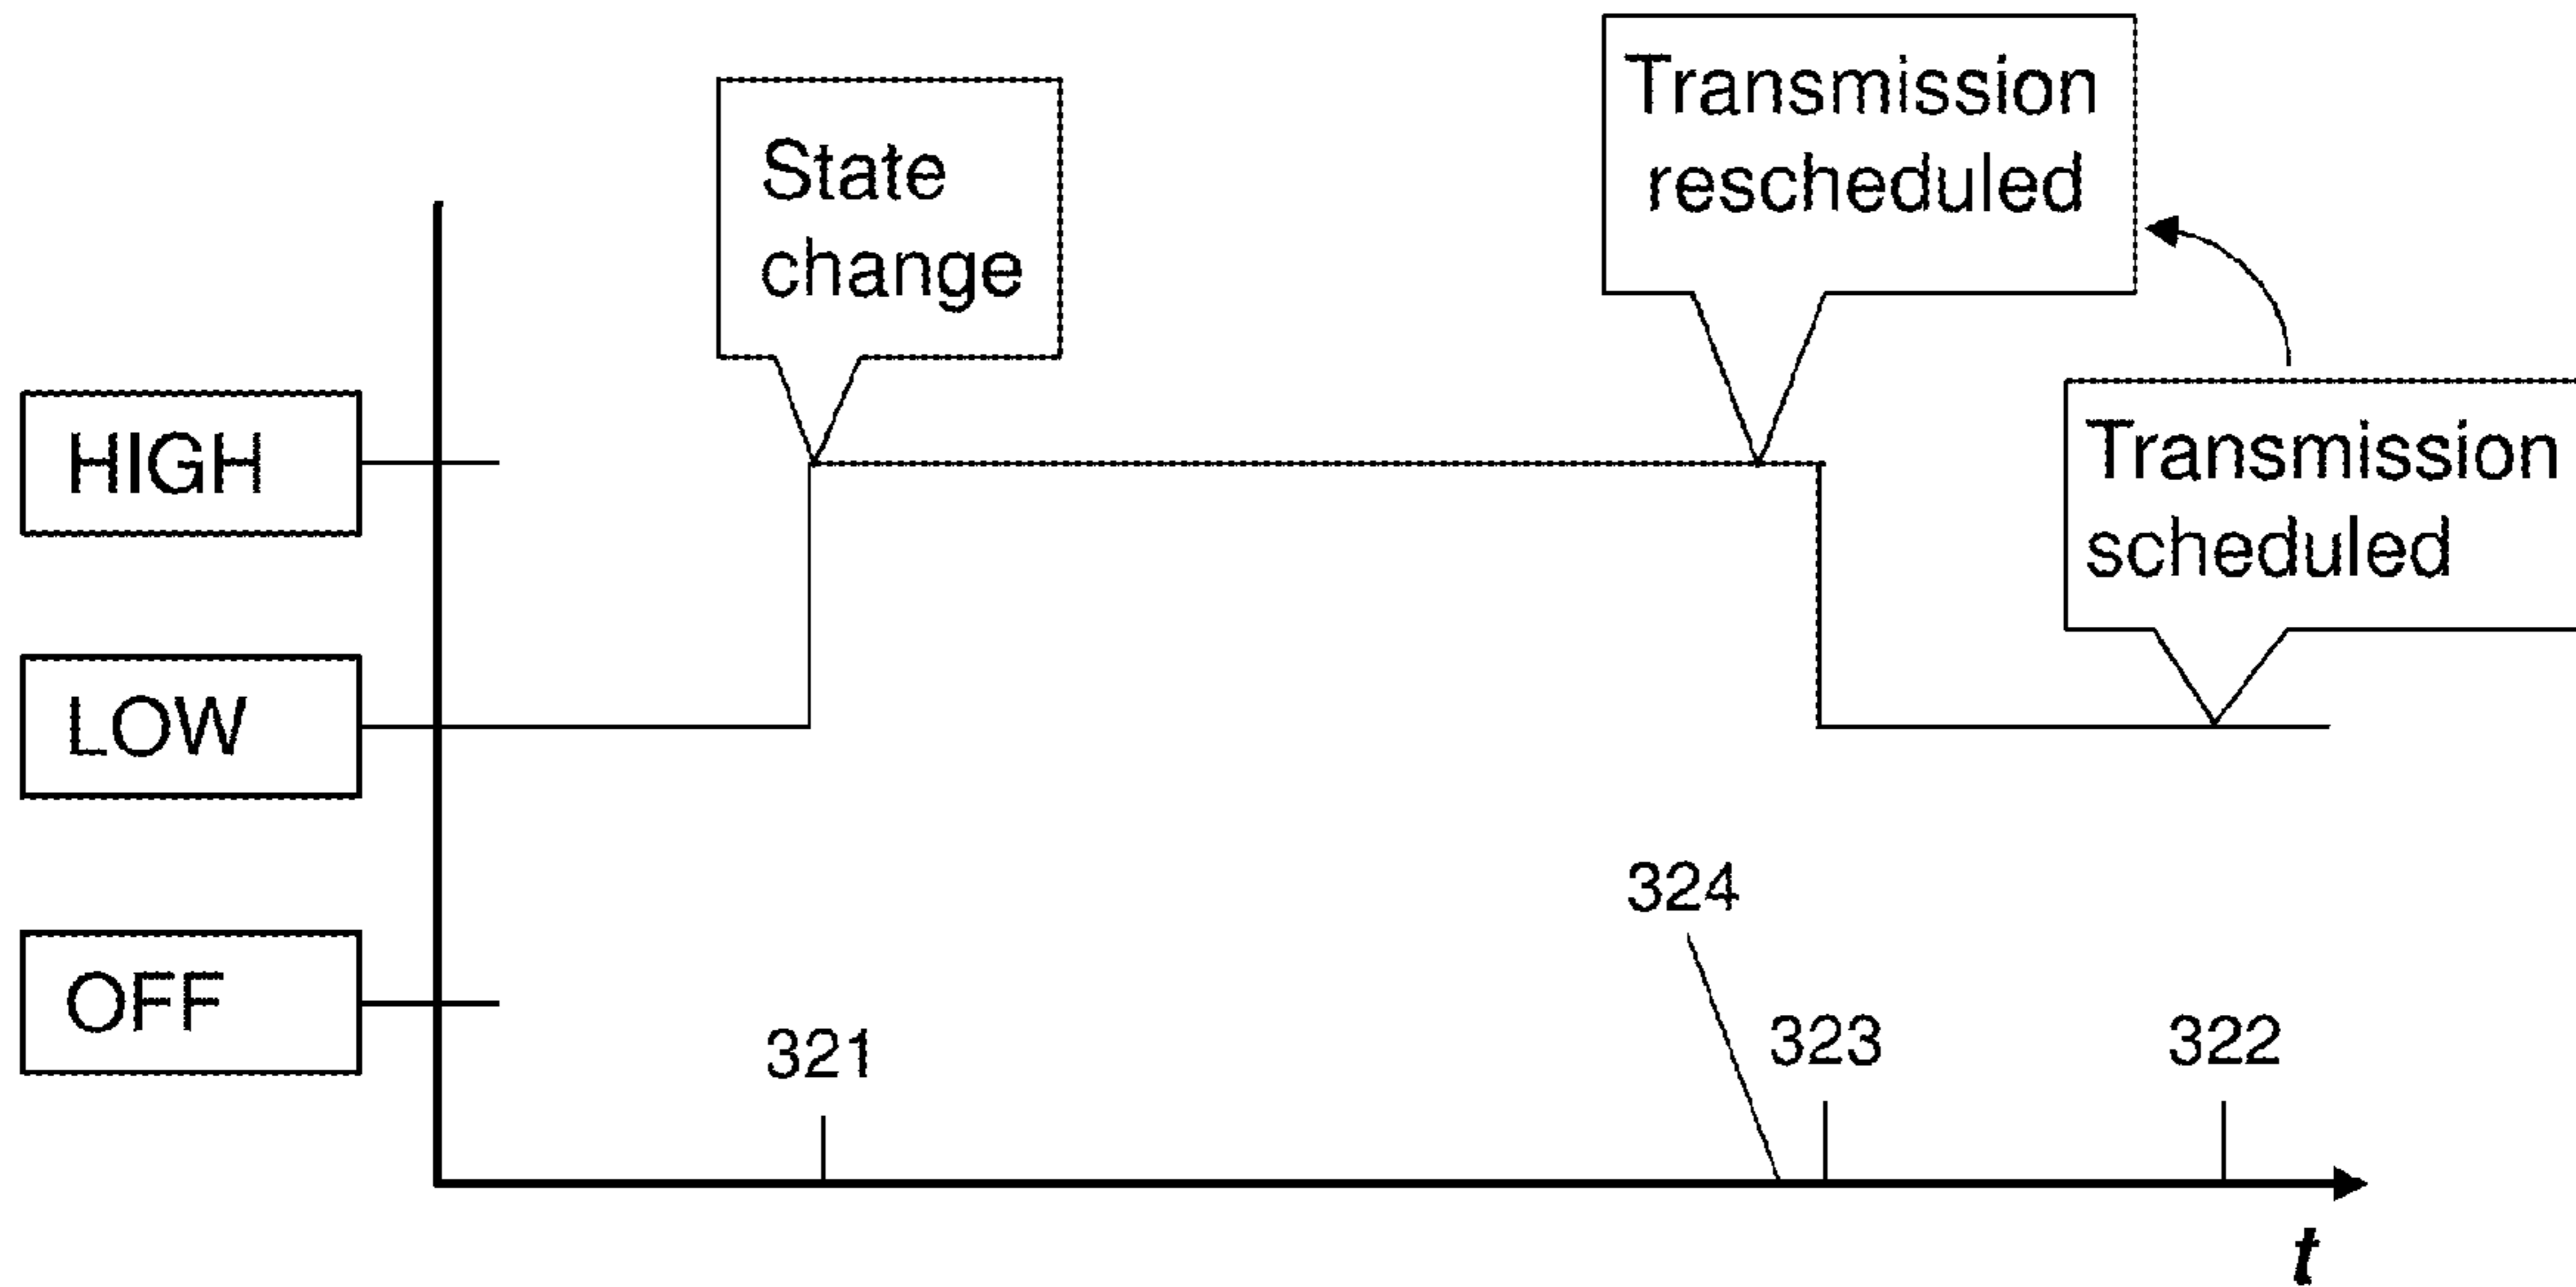 Transmission
rescheduled
State
change
HIGH
Transmission
scheduled
LOW
324
OFF
321
323
322
t